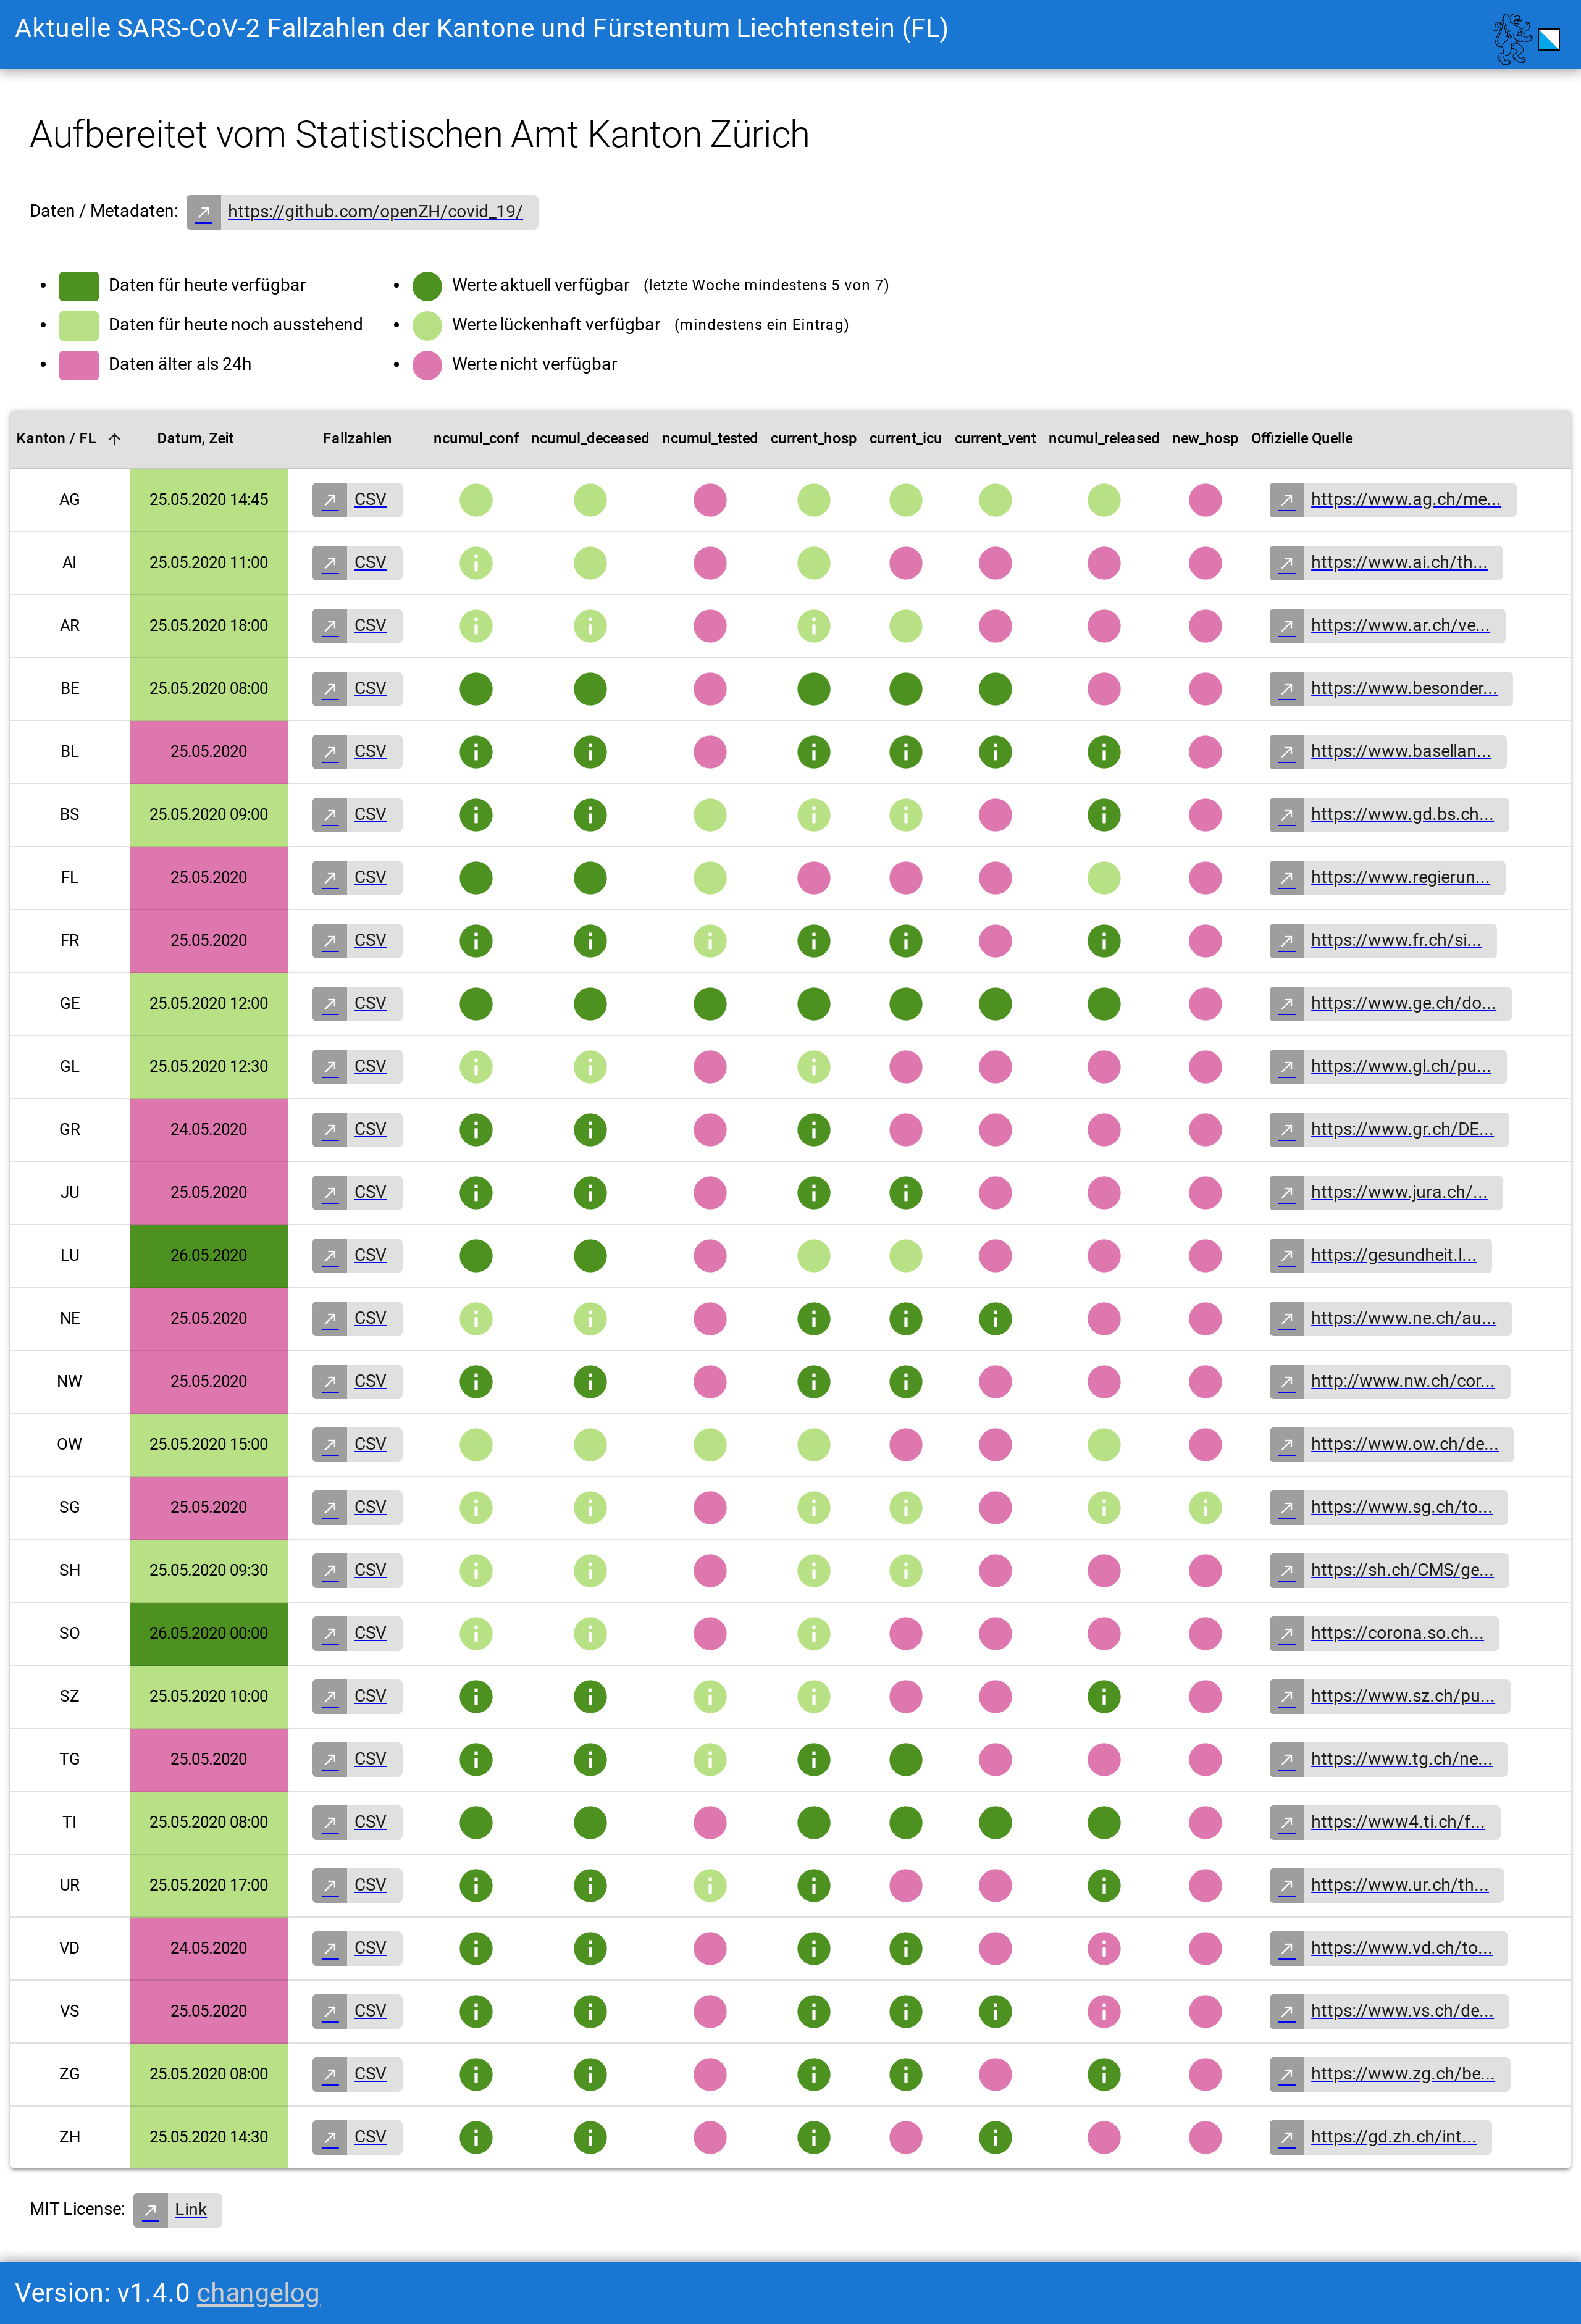 Aktuelle SARS-CoV-2 Fallzahlen der Kantone und Fürstentum Liechtenstein (FL)
Aufbereitet vom Statistischen Amt Kanton Zürich
Daten / Metadaten: https://github.com/openZH/covid_19/
Daten für heute verfügbar
Daten für heute noch ausstehend
Daten älter als 24h
Werte aktuell verfügbar (letzte Woche mindestens 5 von 7)
Werte lückenhaft verfügbar (mindestens ein Eintrag)
Werte nicht verfügbar
Kanton / FL Datum, Zeit Fallzahlen ncumul_conf ncumul_deceased ncumul_tested current_hosp current_icu current_vent ncumul_released new_hosp Offizielle Quelle
AG 25.05.2020 14:45 CSV https://www.ag.ch/me...
AI 25.05.2020 11:00 CSV https://www.ai.ch/th...
AR 25.05.2020 18:00 CSV https://www.ar.ch/ve...
BE 25.05.2020 08:00 CSV https://www.besonder...
BL 25.05.2020 CSV https://www.basellan...
BS 25.05.2020 09:00 CSV https://www.gd.bs.ch...
FL 25.05.2020 CSV https://www.regierun...
FR 25.05.2020 CSV https://www.fr.ch/si...
GE 25.05.2020 12:00 CSV https://www.ge.ch/do...
GL 25.05.2020 12:30 CSV https://www.gl.ch/pu...
GR 24.05.2020 CSV https://www.gr.ch/DE...
JU 25.05.2020 CSV https://www.jura.ch/...
LU 26.05.2020 CSV https://gesundheit.l...
NE 25.05.2020 CSV https://www.ne.ch/au...
NW 25.05.2020 CSV http://www.nw.ch/cor...
OW 25.05.2020 15:00 CSV https://www.ow.ch/de...
SG 25.05.2020 CSV https://www.sg.ch/to...
SH 25.05.2020 09:30 CSV https://sh.ch/CMS/ge...
SO 26.05.2020 00:00 CSV https://corona.so.ch...
SZ 25.05.2020 10:00 CSV https://www.sz.ch/pu...
TG 25.05.2020 CSV https://www.tg.ch/ne...
TI 25.05.2020 08:00 CSV https://www4.ti.ch/f...
UR 25.05.2020 17:00 CSV https://www.ur.ch/th...
VD 24.05.2020 CSV https://www.vd.ch/to...
VS 25.05.2020 CSV https://www.vs.ch/de...
ZG 25.05.2020 08:00 CSV https://www.zg.ch/be...
ZH 25.05.2020 14:30 CSV https://gd.zh.ch/int...
MIT License: Link
Version: v1.4.0 changelog